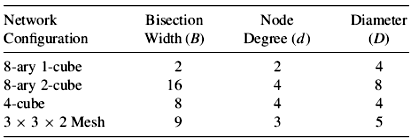 Network Bisection Node Diameter
Configuration Width (B) Degree (d) (D)
8-ary 1-cube 2 2 4
8-ary 2-cube 16 4 8
4-cube 8 4 4
3 × 3 × 2 Mesh 9 3 5